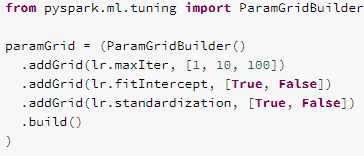 from pyspark.ml.tuning import ParamGridBuilder
paramGrid = (ParamGridBuilder()
.addGrid(lr.maxIter, [1, 10, 100])
.addGrid(lr.fitIntercept, [True, False])
.addGrid(lr.standardization, [True, False])
.build()
)